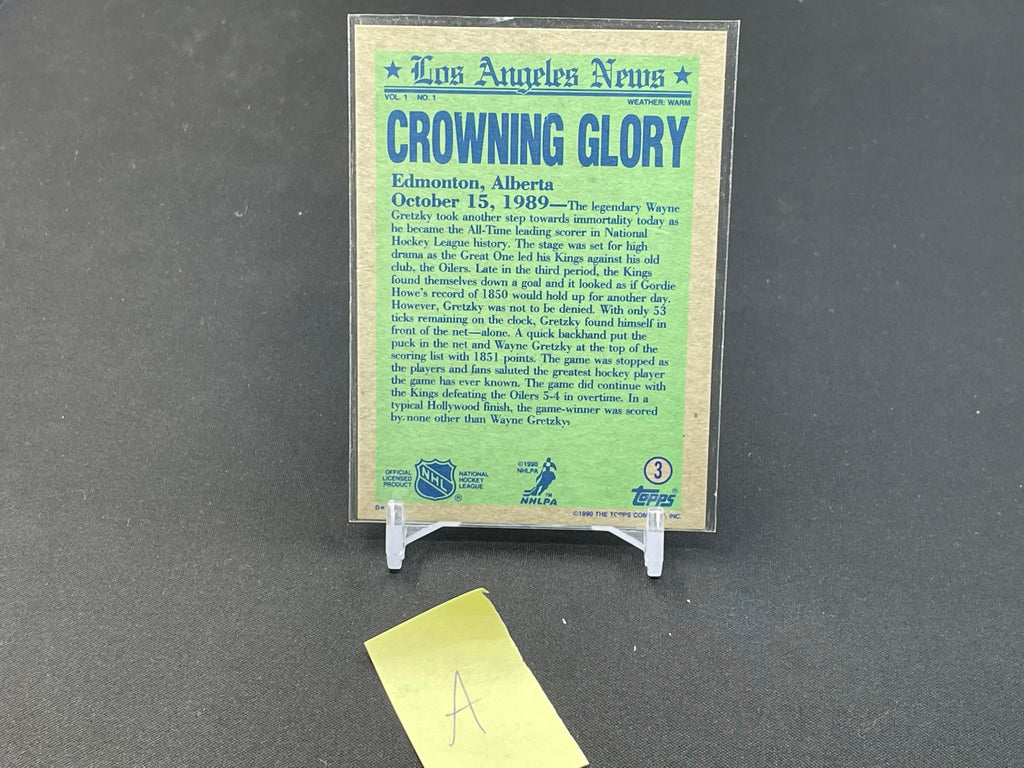 ★ Los Angeles News ★
VOL. 1 NO. 1 WEATHER: WARM
CROWNING GLORY
Edmonton, Alberta
October 15, 1989—The legendary Wayne
Gretzky took another step towards immortality today as
he became the All-Time leading scorer in National
Hockey League history. The stage was set for high
drama as the Great One led his Kings against his old
club, the Oilers. Late in the third period, the Kings
found themselves down a goal and it looked as if Gordie
Howe's record of 1850 would hold up for another day.
However, Gretzky was not to be denied. With only 53
ticks remaining on the clock, Gretzky found himself in
front of the net—alone. A quick backhand put the
puck in the net and Wayne Gretzky at the top of the
scoring list with 1851 points. The game was stopped as
the players and fans saluted the greatest hockey player
the game has ever known. The game did continue with
the Kings defeating the Oilers 5-4 in overtime. In a
typical Hollywood finish, the game-winner was scored
by none other than Wayne Gretzky.
OFFICIAL
LICENSED
PRODUCT
NHL
®
NATIONAL
HOCKEY
LEAGUE
©1990
NHLPA
NHLPA
™
3
topps
®
©1990 THE TOPPS COMPANY, INC.
A